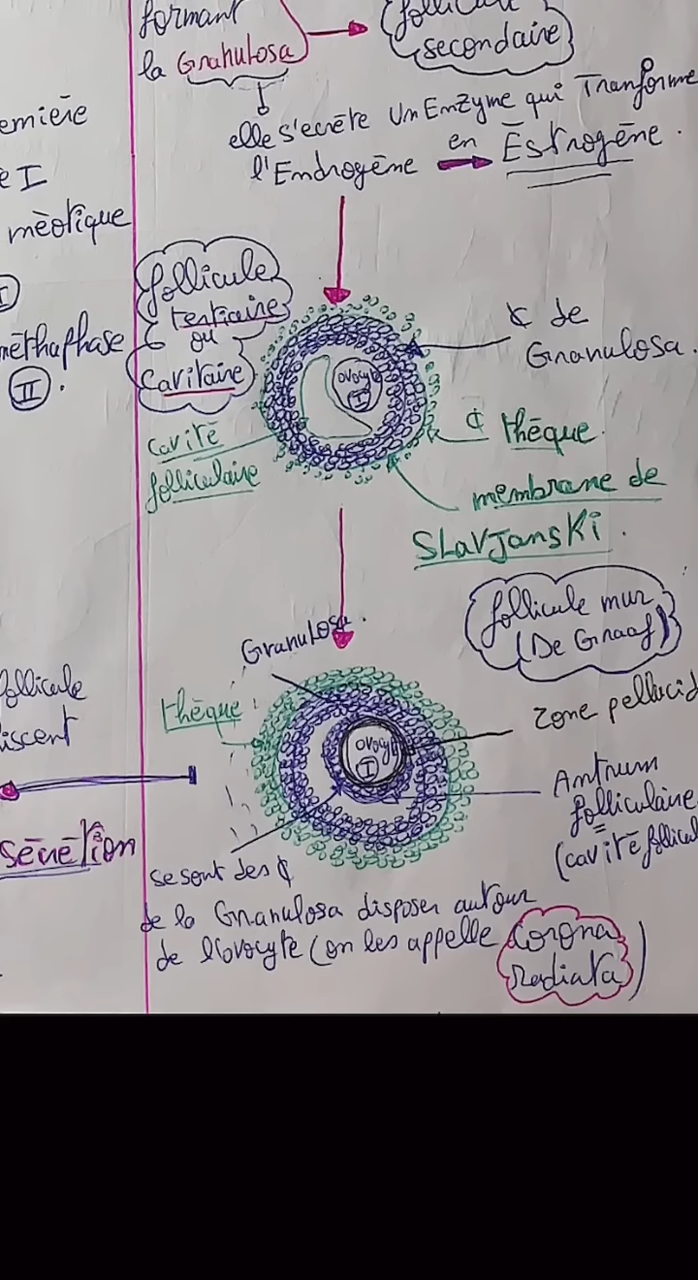 formant
la Granulosa
follicule
secondaire
elle s'ecrète un Enzyme qui Transforme
l'Endrogène en Estrogène.
emière
e I
mèotique
méthaphase
II.
follicule
tertiaire
ou
Cavitaire
ovocyte
I
¢ de
Granulosa.
cavité
folliculaire
¢ thèque.
membrane de
Slavjanski.
follicule mur
(De Graaf)
Granulosa.
thèque
ovocyte
I
zone pellucid
Antrum
folliculaire
(cavité follicul
follicule
iscent
se sont des ¢
de la Granulosa disposer autour
de l'ovocyte (on les appelle Corona
Radiata)